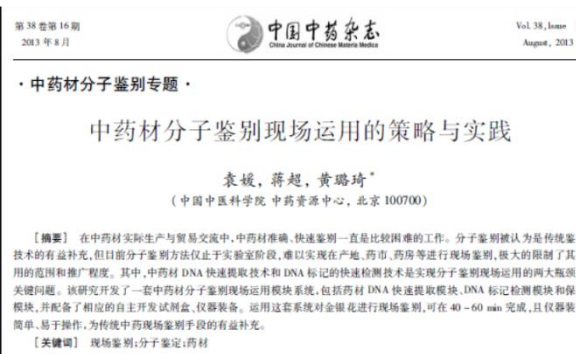 第38卷第16期
2013年8月
中国中药杂志
China Journal of Chinese Materia Medica
Vol. 38, Issue
August, 2013
·中药材分子鉴别专题·
中药材分子鉴别现场运用的策略与实践
袁媛，蒋超，黄璐琦*
(中国中医科学院 中药资源中心，北京 100700)
[摘要] 在中药材实际生产与贸易交流中，中药材准确、快速鉴别一直是比较困难的工作。分子鉴别被认为是传统鉴
技术的有益补充，但目前分子鉴别方法仅止于实验室阶段，难以实现在产地、药市、药房等进行现场鉴别，极大的限制了其
用的范围和推广程度。其中，中药材 DNA 快速提取技术和 DNA 标记的快速检测技术是实现分子鉴别现场运用的两大瓶颈
关键问题。该研究开发了一套中药材分子鉴别现场运用模块系统，包括药材 DNA 快速提取模块、DNA 标记检测模块和保
模块，并配备了相应的自主开发试剂盒、仪器装备。运用这套系统对金银花进行现场鉴别，可在 40~60 min 完成，且仪器装
简单、易于操作，为传统中药现场鉴别手段的有益补充。
[关键词] 现场鉴别；分子鉴定；药材